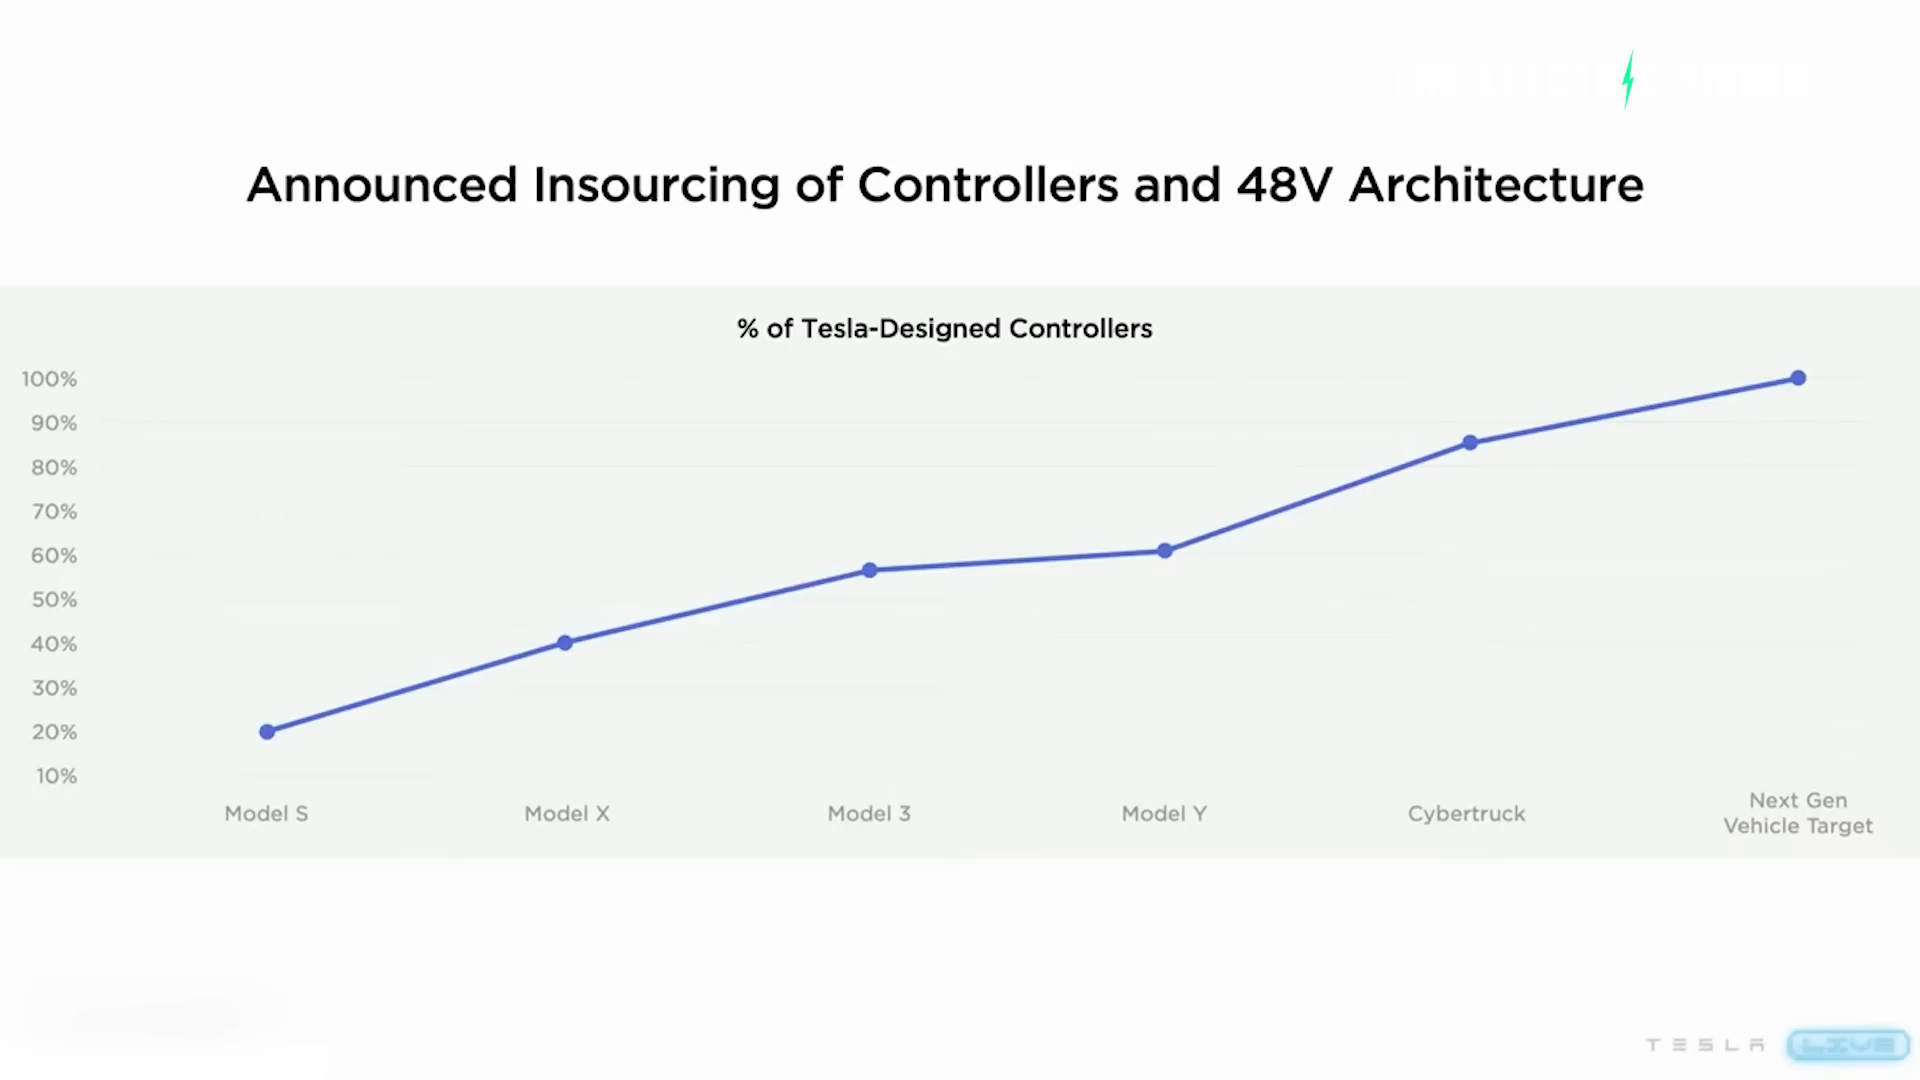 Announced Insourcing of Controllers and 48V Architecture
% of Tesla-Designed Controllers
100%
90%
80%
70%
60%
50%
40%
30%
20%
10%
Model S
Model X
Model 3
Model Y
Cybertruck
Next Gen
Vehicle Target
TESLA LIVE